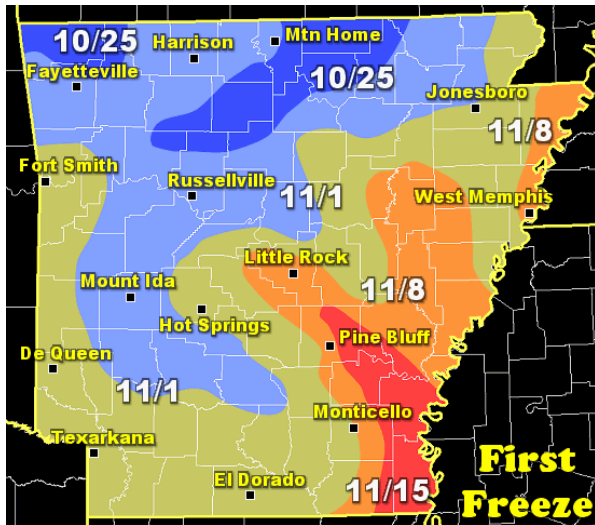 10/25
Harrison
Mtn Home
Fayetteville
10/25
Jonesboro
11/8
Fort Smith
Russellville
11/1
West Memphis
Little Rock
Mount Ida
11/8
Hot Springs
Pine Bluff
De Queen
11/1
Monticello
Texarkana
First
El Dorado
11/15
Freeze